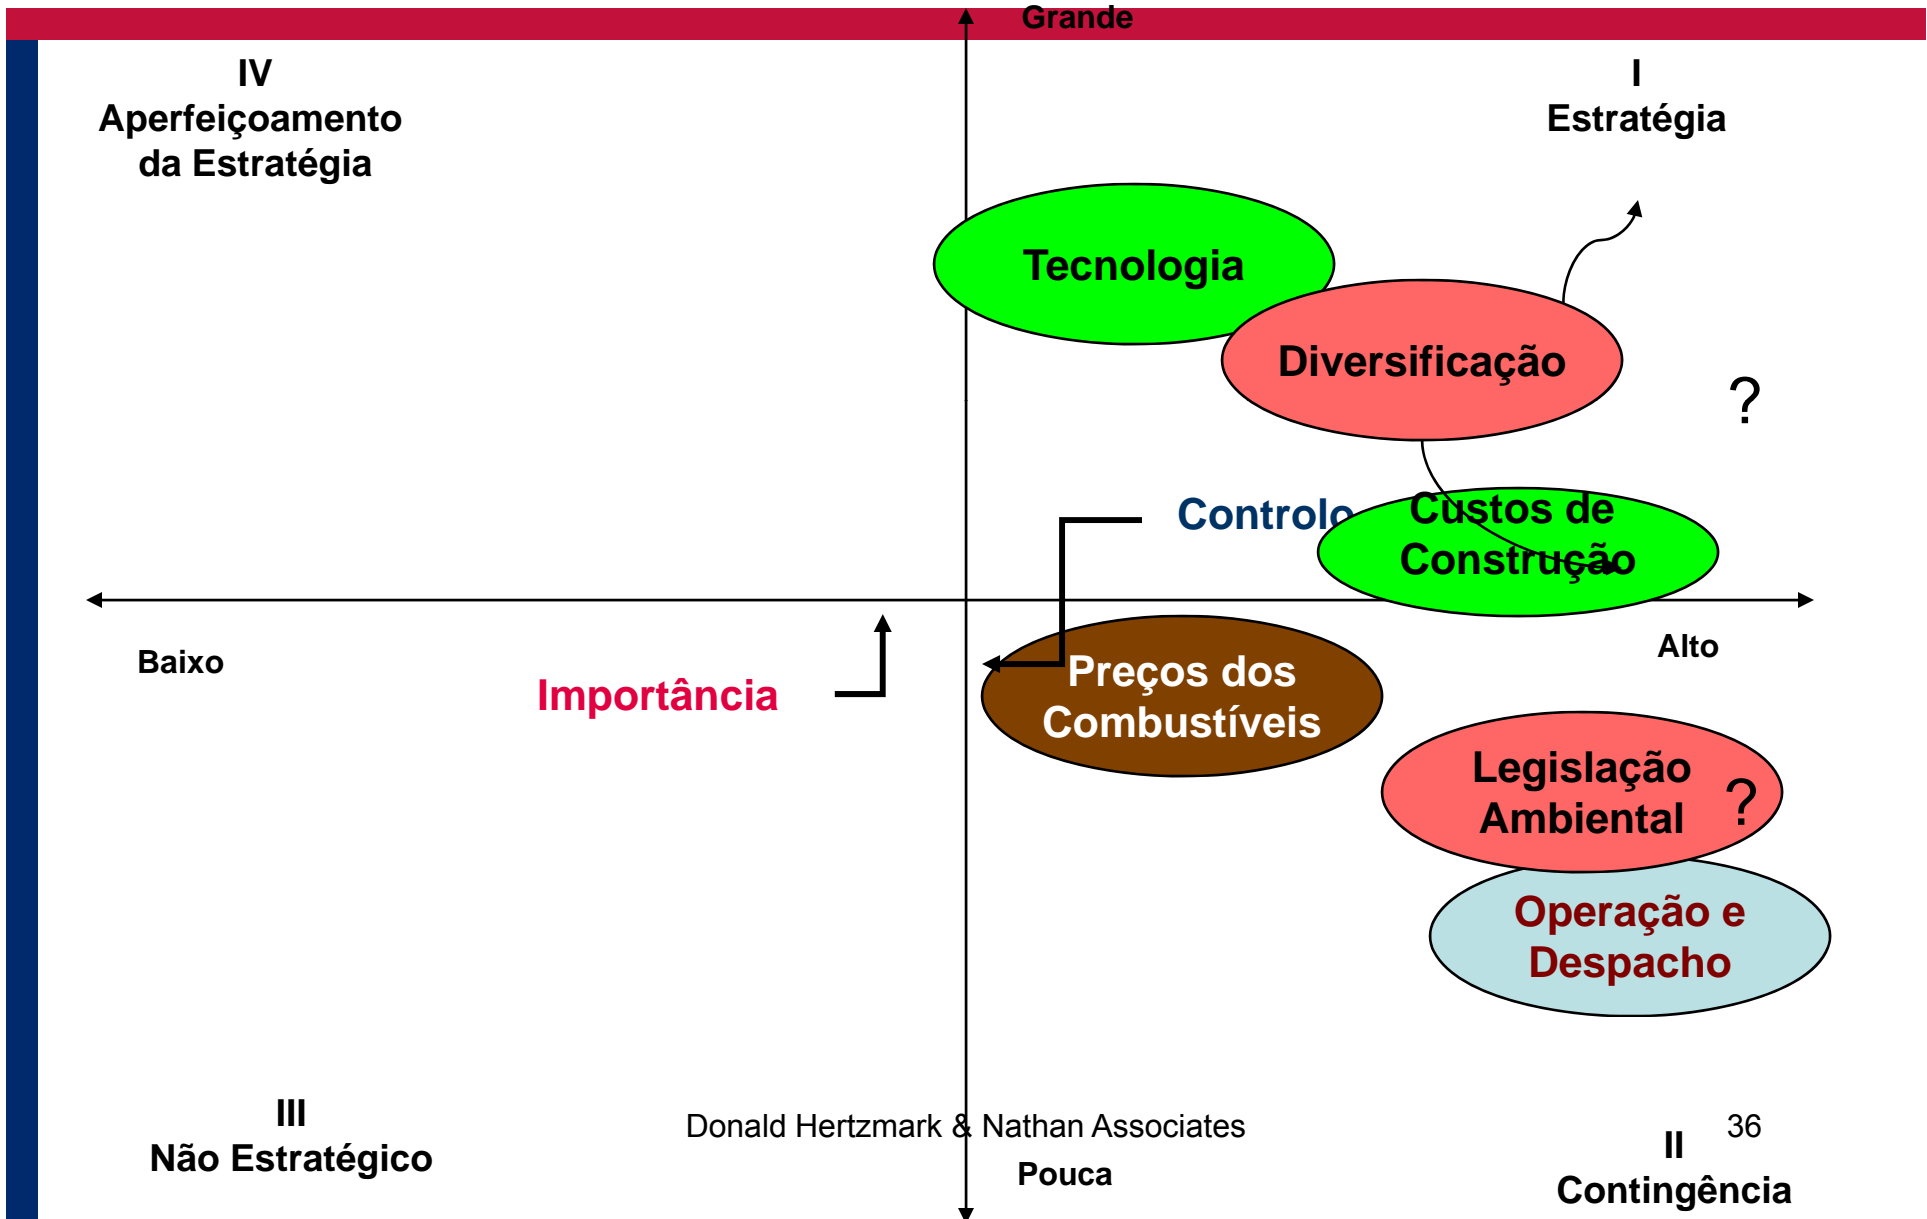 Grande
IV
Aperfeiçoamento
da Estratégia
I
Estratégia
Tecnologia
Diversificação
?
Controlo
Custos de
Construção
Baixo
Alto
Importância
Preços dos
Combustíveis
Legislação
Ambiental
?
Operação e
Despacho
III
Não Estratégico
Donald Hertzmark & Nathan Associates
36
Pouca
II
Contingência